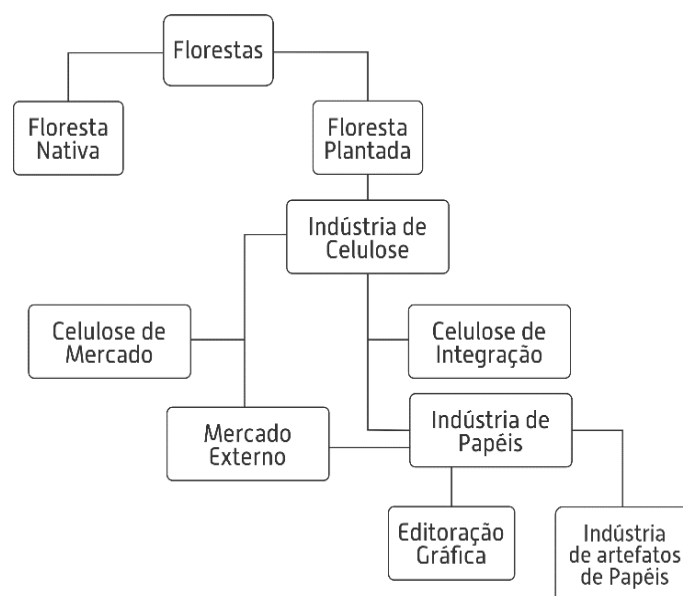 Florestas
Floresta
Nativa
Floresta
Plantada
Indústria de
Celulose
Celulose de
Mercado
Celulose de
Integração
Mercado
Externo
Indústria de
Papéis
Editoração
Gráfica
Indústria
de artefatos
de Papéis